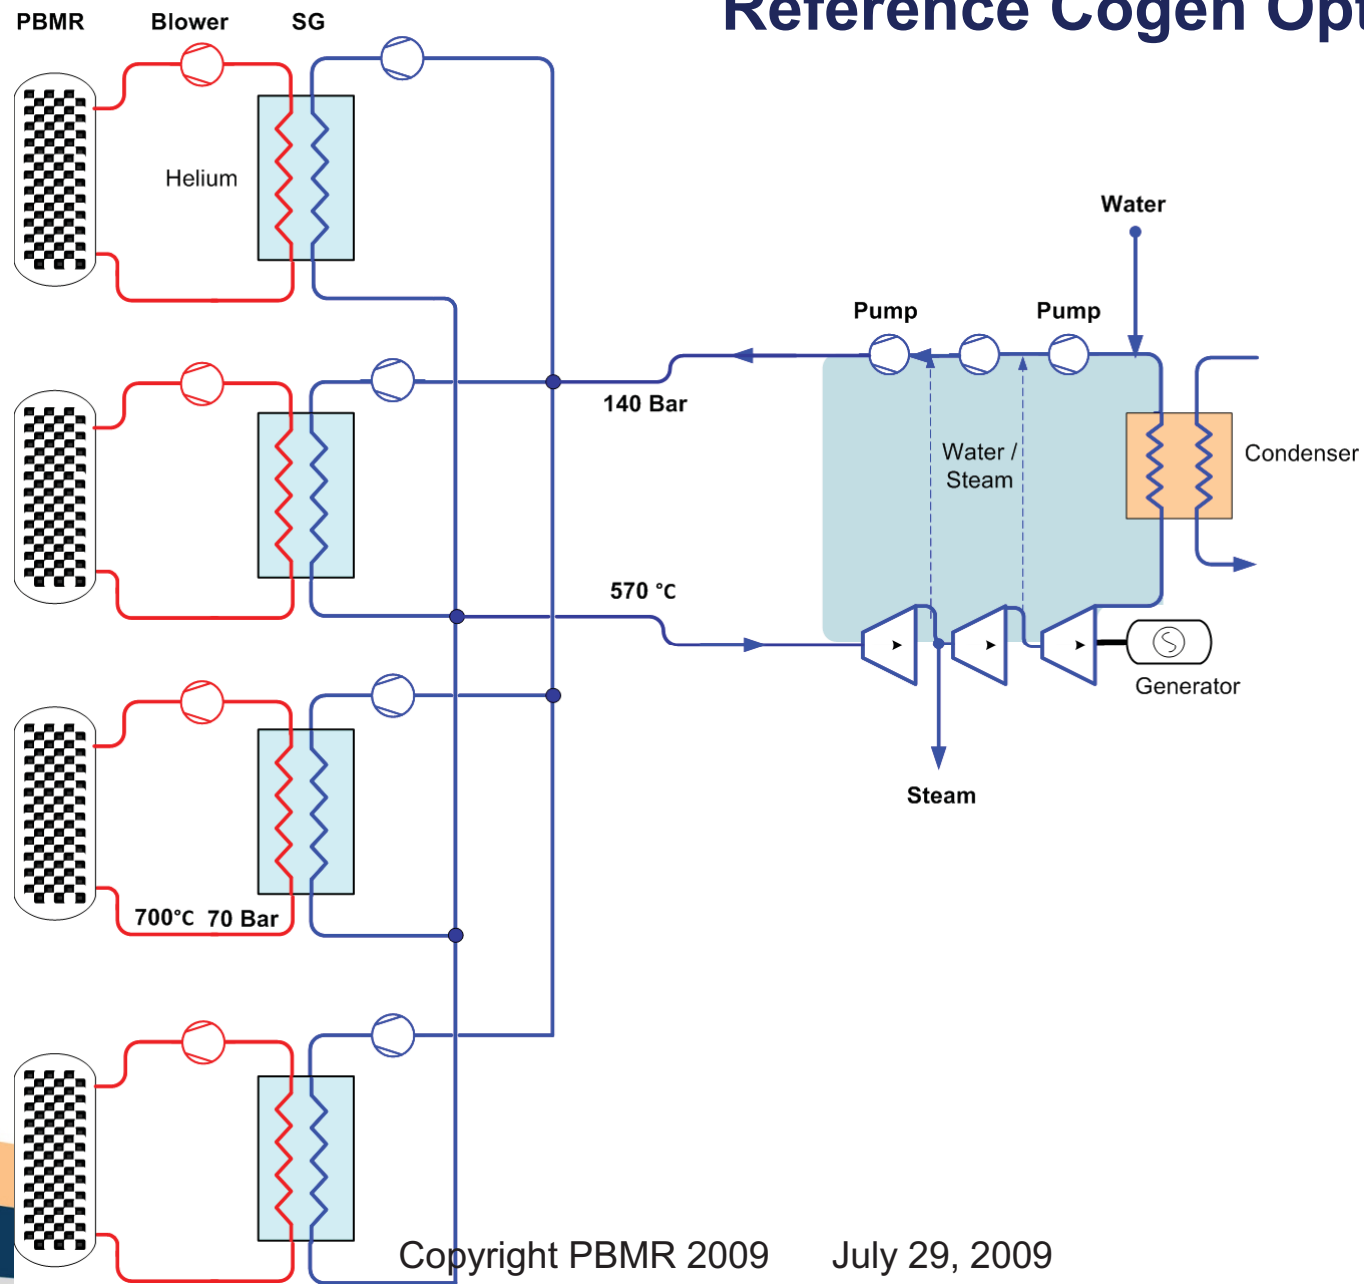 Reference Cogen Opt
PBMR
Blower
SG
Helium
Water
Pump
Pump
140 Bar
Water /
Steam
Condenser
570 °C
Generator
Steam
700°C 70 Bar
Copyright PBMR 2009 July 29, 2009